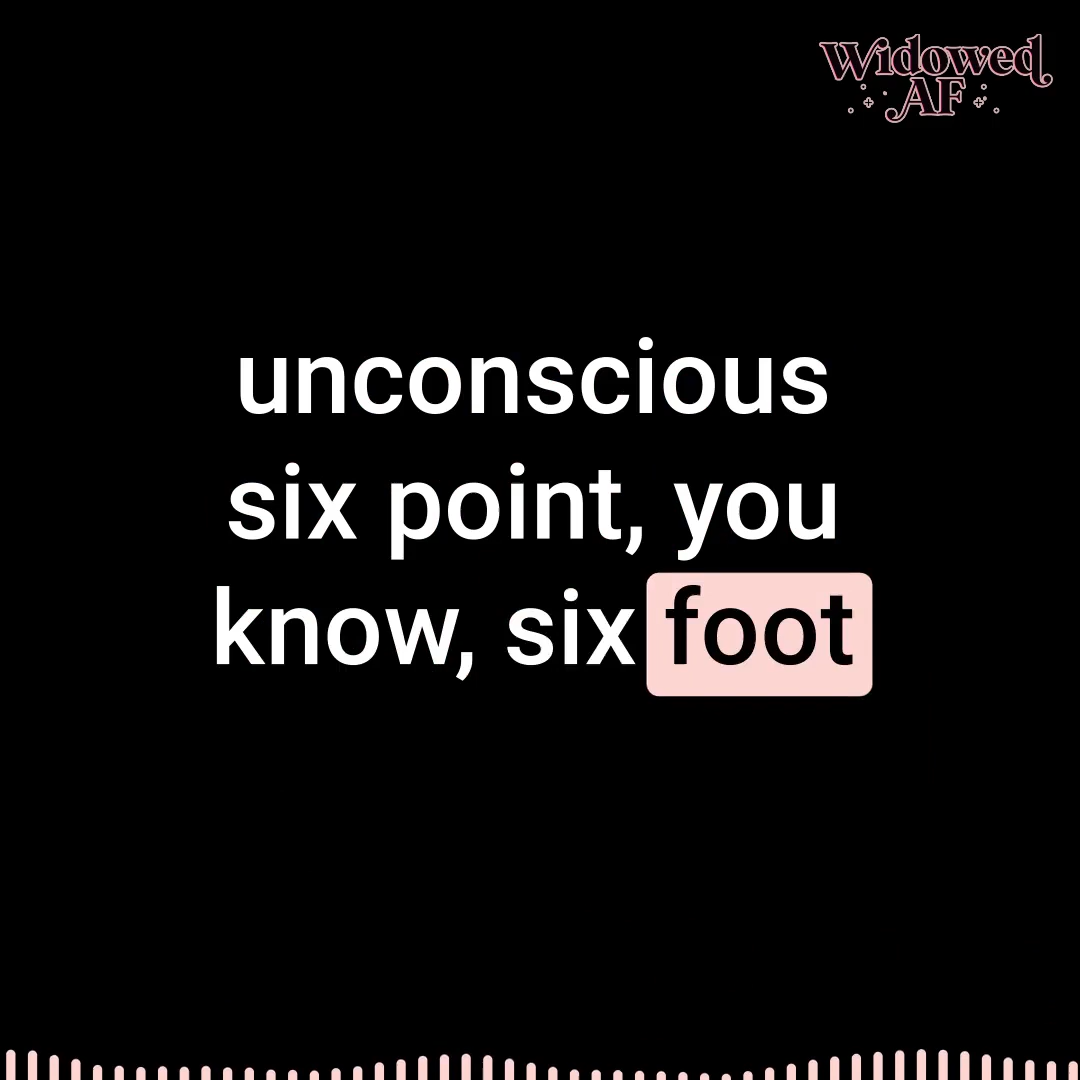 Widowed
AF
unconscious
six point, you
know, six foot